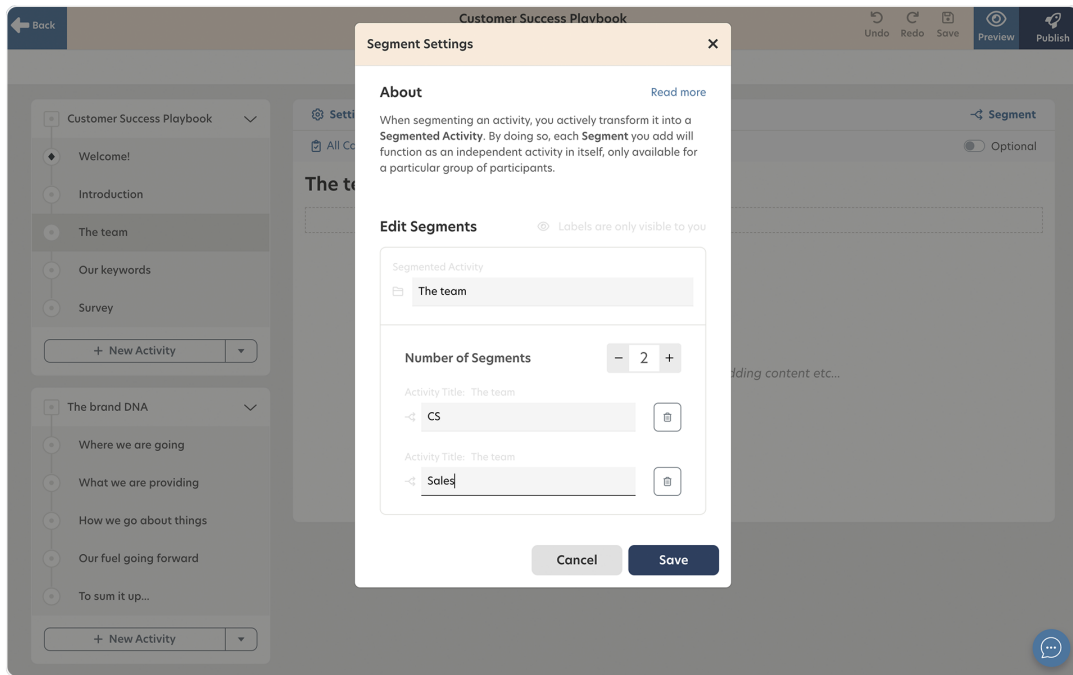 Back
Customer Success Playbook
Undo
Redo
Save
Preview
Publish
Segment Settings
About
Read more
When segmenting an activity, you actively transform it into a
Segmented Activity. By doing so, each Segment you add will
function as an independent activity in itself, only available for
a particular group of participants.
Edit Segments
Labels are only visible to you
Segmented Activity
The team
Number of Segments
− 2 +
Activity Title: The team
CS
Activity Title: The team
Sales
Cancel
Save
Customer Success Playbook
Welcome!
Introduction
The team
Our keywords
Survey
+ New Activity
The brand DNA
Where we are going
What we are providing
How we go about things
Our fuel going forward
To sum it up...
+ New Activity
Setti
Segment
All Co
Optional
The te
dding content etc...